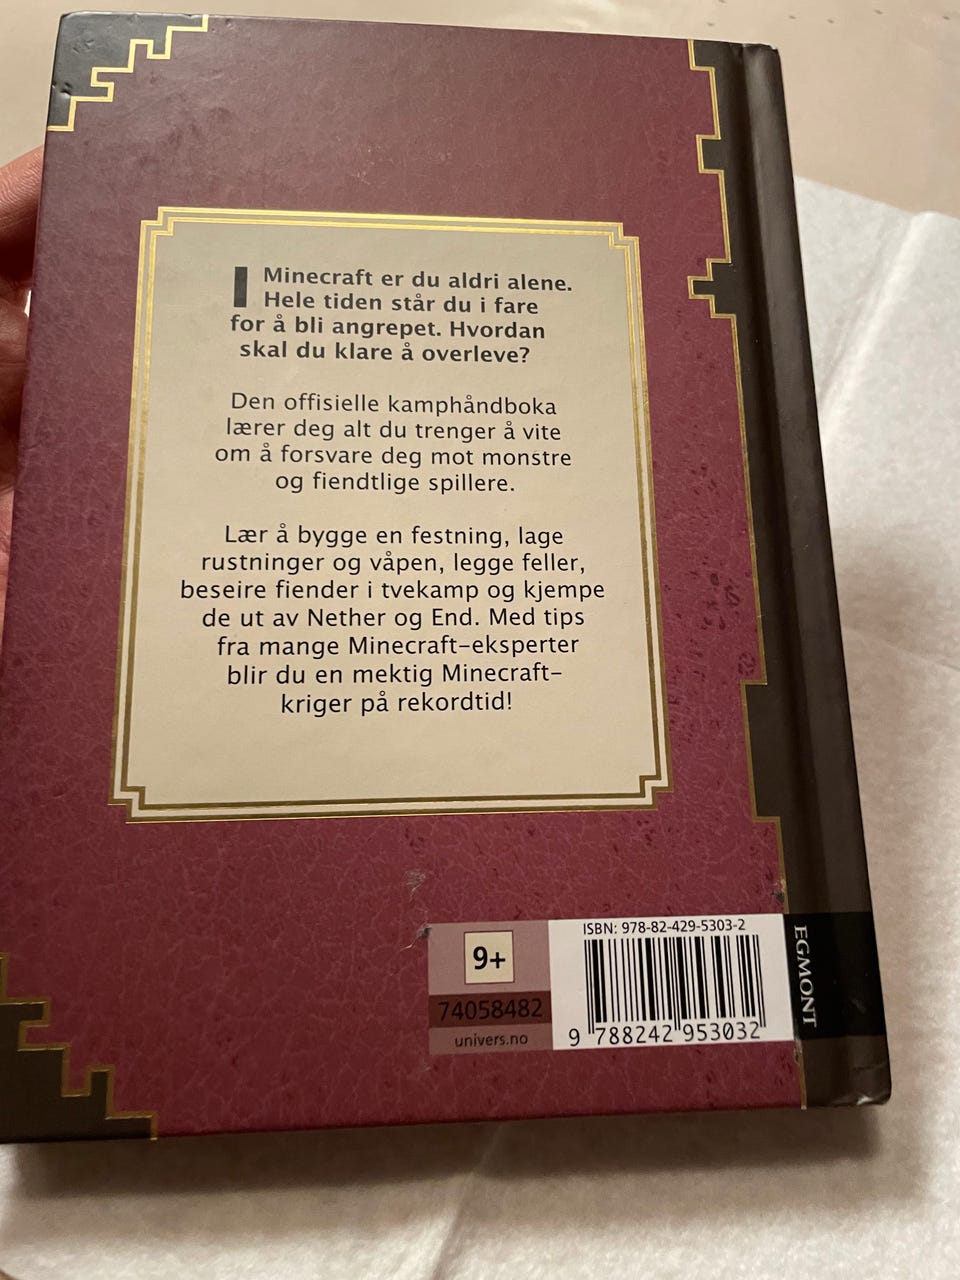 I Minecraft er du aldri alene.
Hele tiden står du i fare
for å bli angrepet. Hvordan
skal du klare å overleve?
Den offisielle kamphåndboka
lærer deg alt du trenger å vite
om å forsvare deg mot monstre
og fiendtlige spillere.
Lær å bygge en festning, lage
rustninger og våpen, legge feller,
beseire fiender i tvekamp og kjempe
de ut av Nether og End. Med tips
fra mange Minecraft-eksperter
blir du en mektig Minecraft-
kriger på rekordtid!
9+
74058482
univers.no
ISBN: 978-82-429-5303-2
9 788242 953032
EGMONT